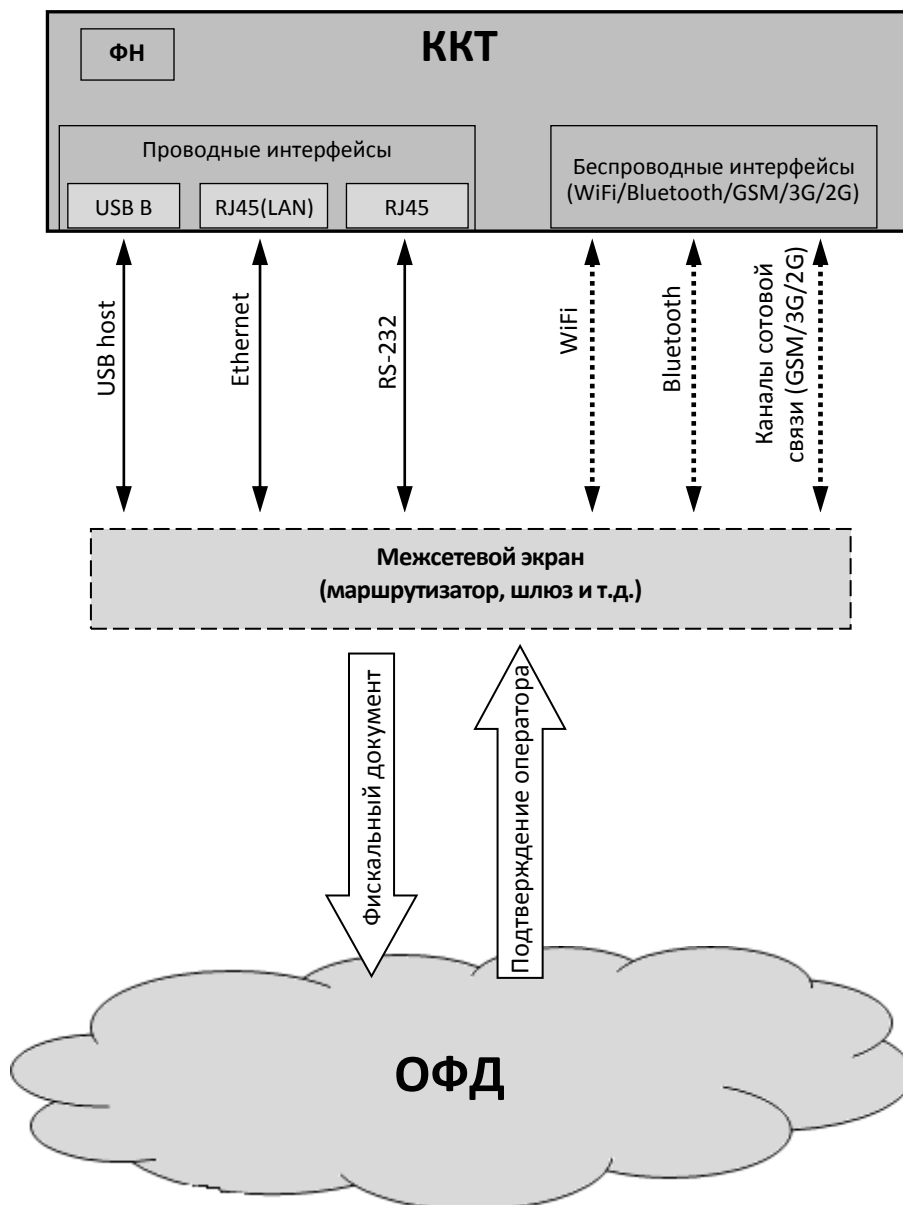 ФН
ККТ
Проводные интерфейсы
USB B
RJ45(LAN)
RJ45
Беспроводные интерфейсы
(WiFi/Bluetooth/GSM/3G/2G)
USB host
Ethernet
RS-232
WiFi
Bluetooth
Каналы сотовой
связи (GSM/3G/2G)
Межсетевой экран
(маршрутизатор, шлюз и т.д.)
Фискальный документ
Подтверждение оператора
ОФД